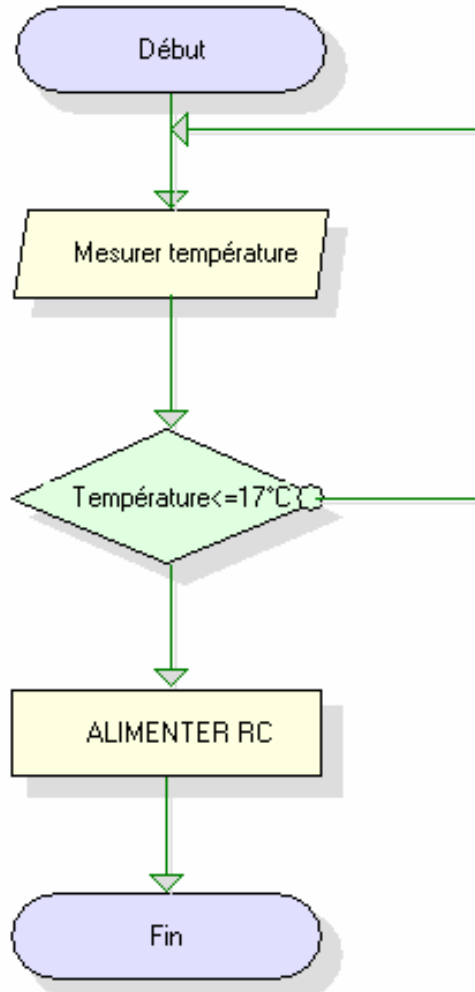 Début
Mesurer température
Température<=17°C
ALIMENTER RC
Fin